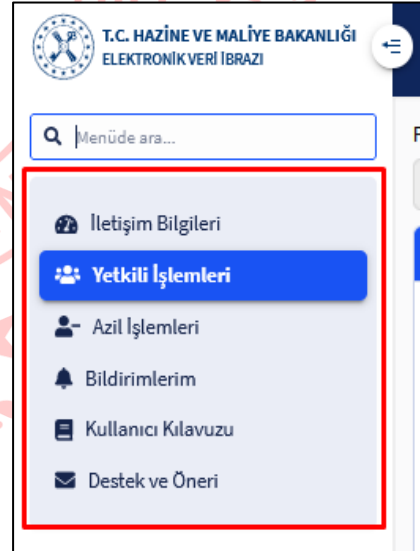 T.C. HAZİNE VE MALİYE BAKANLIĞI
ELEKTRONİK VERİ İBRAZI
Menüde ara...
İletişim Bilgileri
Yetkili İşlemleri
Azil İşlemleri
Bildirimlerim
Kullanıcı Kılavuzu
Destek ve Öneri